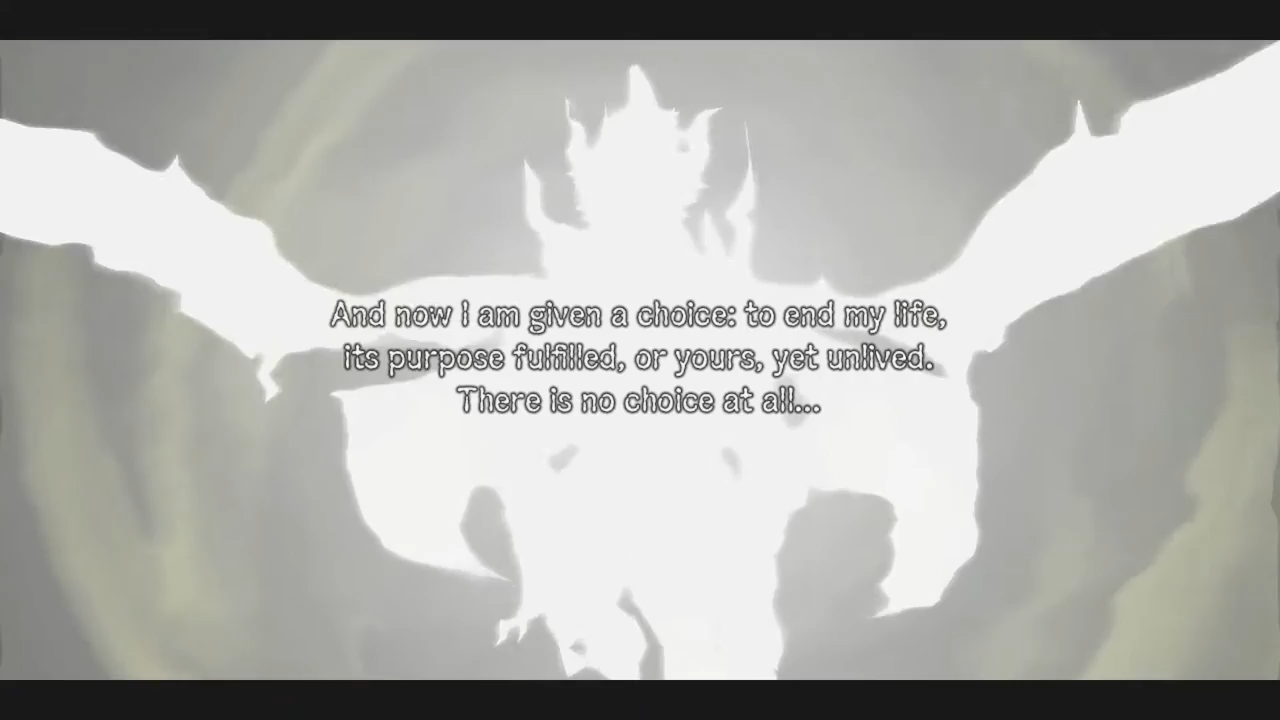 And now I am given a choice: to end my life,
its purpose fulfilled, or yours, yet unlived.
There is no choice at all...